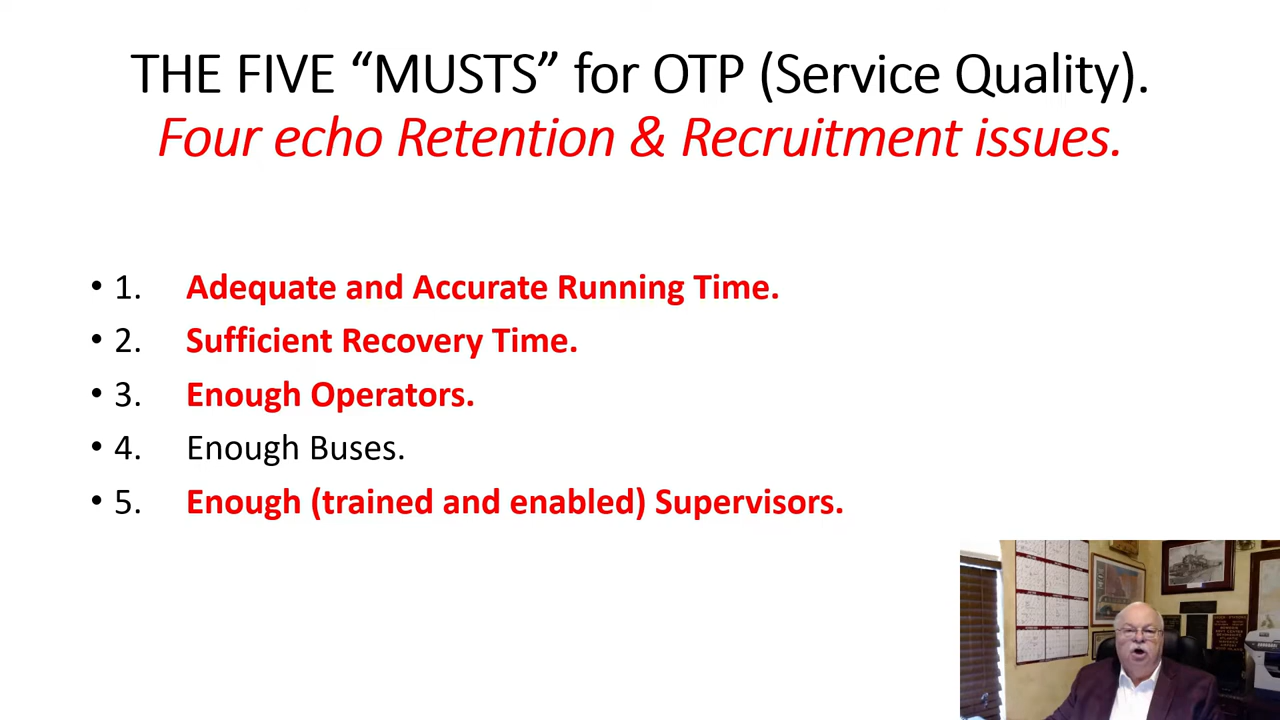 THE FIVE “MUSTS” for OTP (Service Quality).
Four echo Retention & Recruitment issues.
• 1. Adequate and Accurate Running Time.
• 2. Sufficient Recovery Time.
• 3. Enough Operators.
• 4. Enough Buses.
• 5. Enough (trained and enabled) Supervisors.